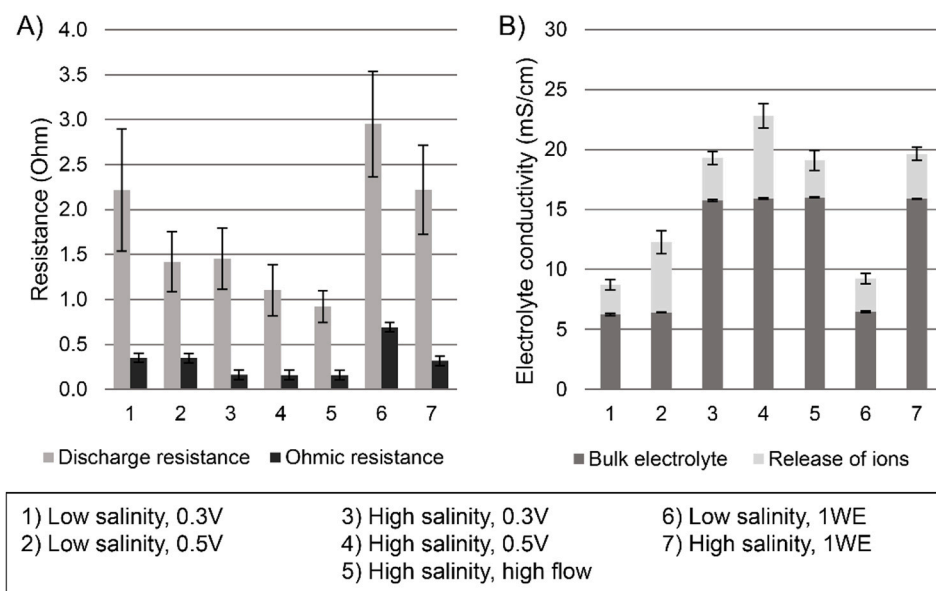 A)
Resistance (Ohm)
4.0
3.5
3.0
2.5
2.0
1.5
1.0
0.5
0.0
1 2 3 4 5 6 7
Discharge resistance Ohmic resistance
B)
Electrolyte conductivity (mS/cm)
30
25
20
15
10
5
0
1 2 3 4 5 6 7
Bulk electrolyte Release of ions
1) Low salinity, 0.3V
2) Low salinity, 0.5V
3) High salinity, 0.3V
4) High salinity, 0.5V
5) High salinity, high flow
6) Low salinity, 1WE
7) High salinity, 1WE